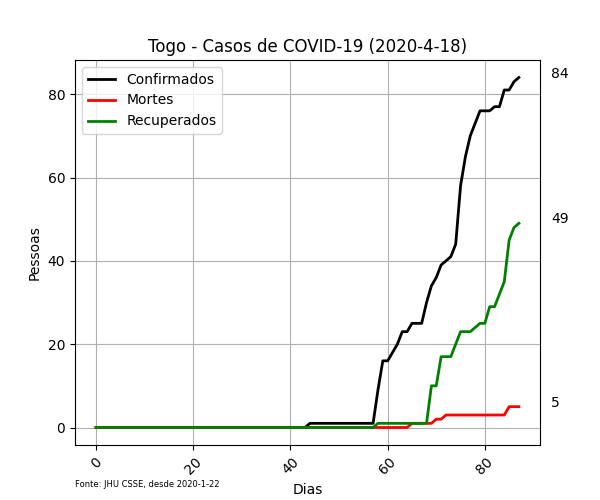 Togo - Casos de COVID-19 (2020-4-18)
Confirmados
Mortes
Recuperados
84
49
5
80
60
40
20
0
Pessoas
0
20
40
60
80
Dias
Fonte: JHU CSSE, desde 2020-1-22